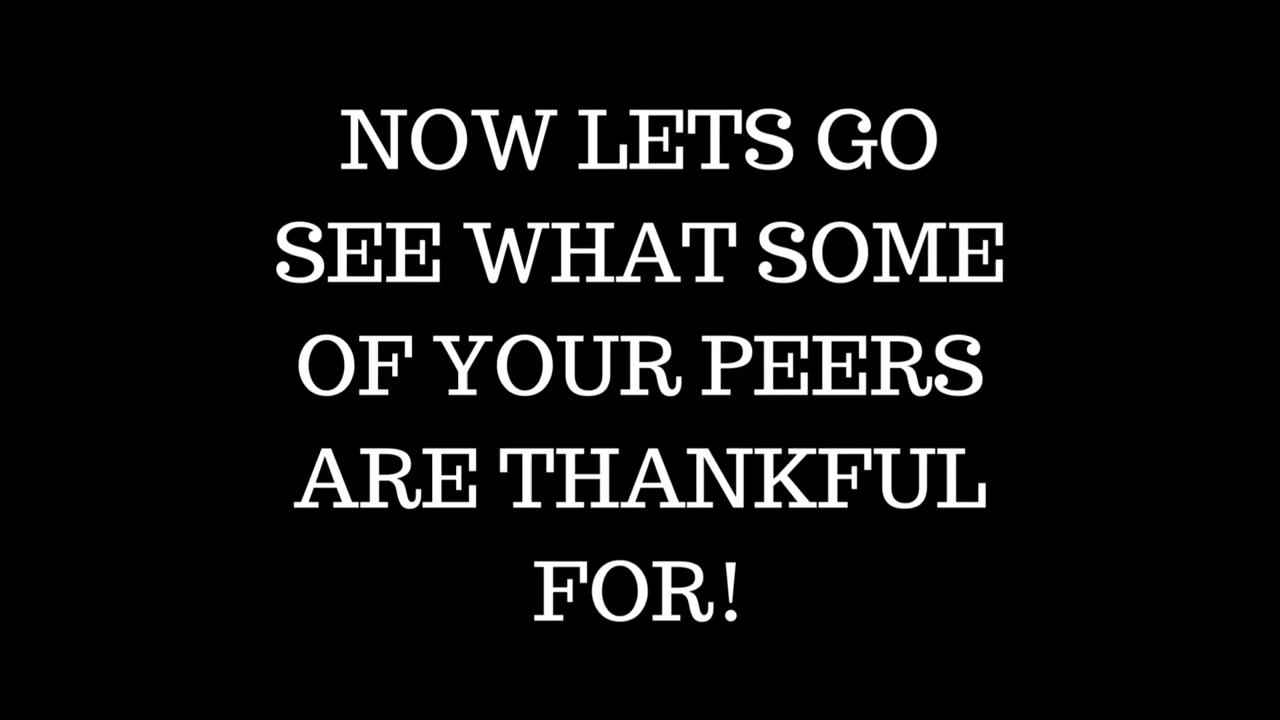 NOW LETS GO
SEE WHAT SOME
OF YOUR PEERS
ARE THANKFUL
FOR!